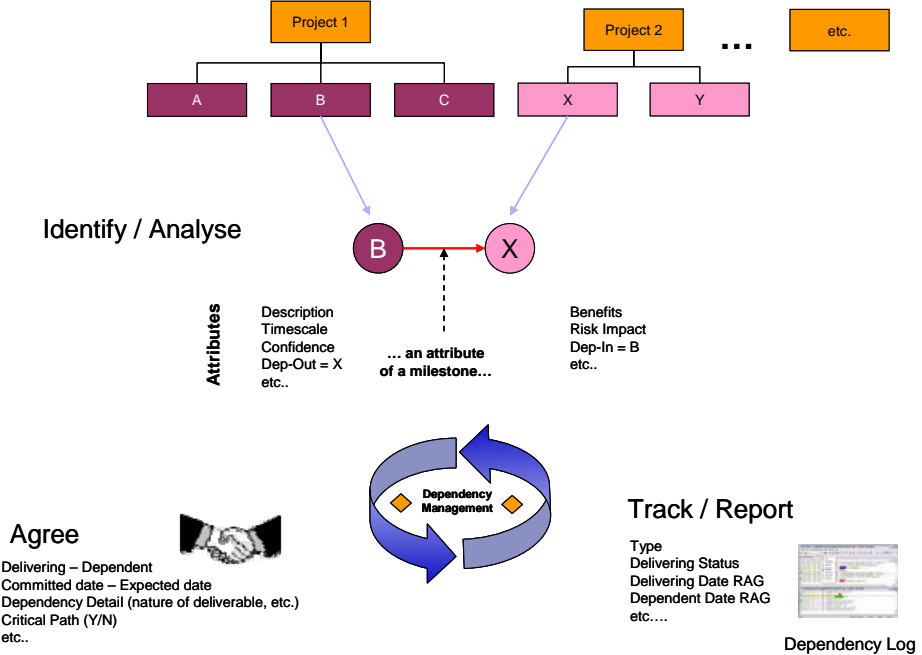 Project 1
Project 2
...
etc.
A
B
C
X
Y
Identify / Analyse
B
X
Attributes
Description
Timescale
Confidence
Dep-Out = X
etc..
... an attribute
of a milestone...
Benefits
Risk Impact
Dep-In = B
etc..
Dependency
Management
Agree
Delivering – Dependent
Committed date – Expected date
Dependency Detail (nature of deliverable, etc.)
Critical Path (Y/N)
etc..
Track / Report
Type
Delivering Status
Delivering Date RAG
Dependent Date RAG
etc....
Dependency Log